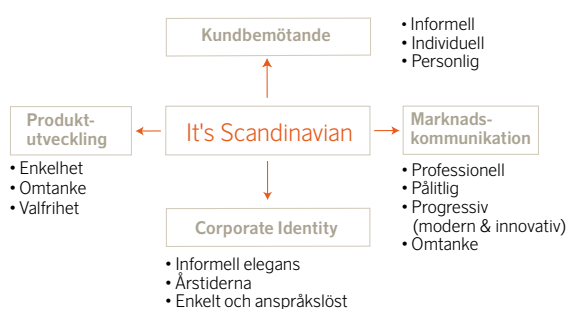 Kundbemötande
• Informell
• Individuell
• Personlig
Produkt-
utveckling
• Enkelhet
• Omtanke
• Valfrihet
It's Scandinavian
Marknads-
kommunikation
• Professionell
• Pålitlig
• Progressiv
(modern & innovativ)
• Omtanke
Corporate Identity
• Informell elegans
• Årstiderna
• Enkelt och anspråkslöst